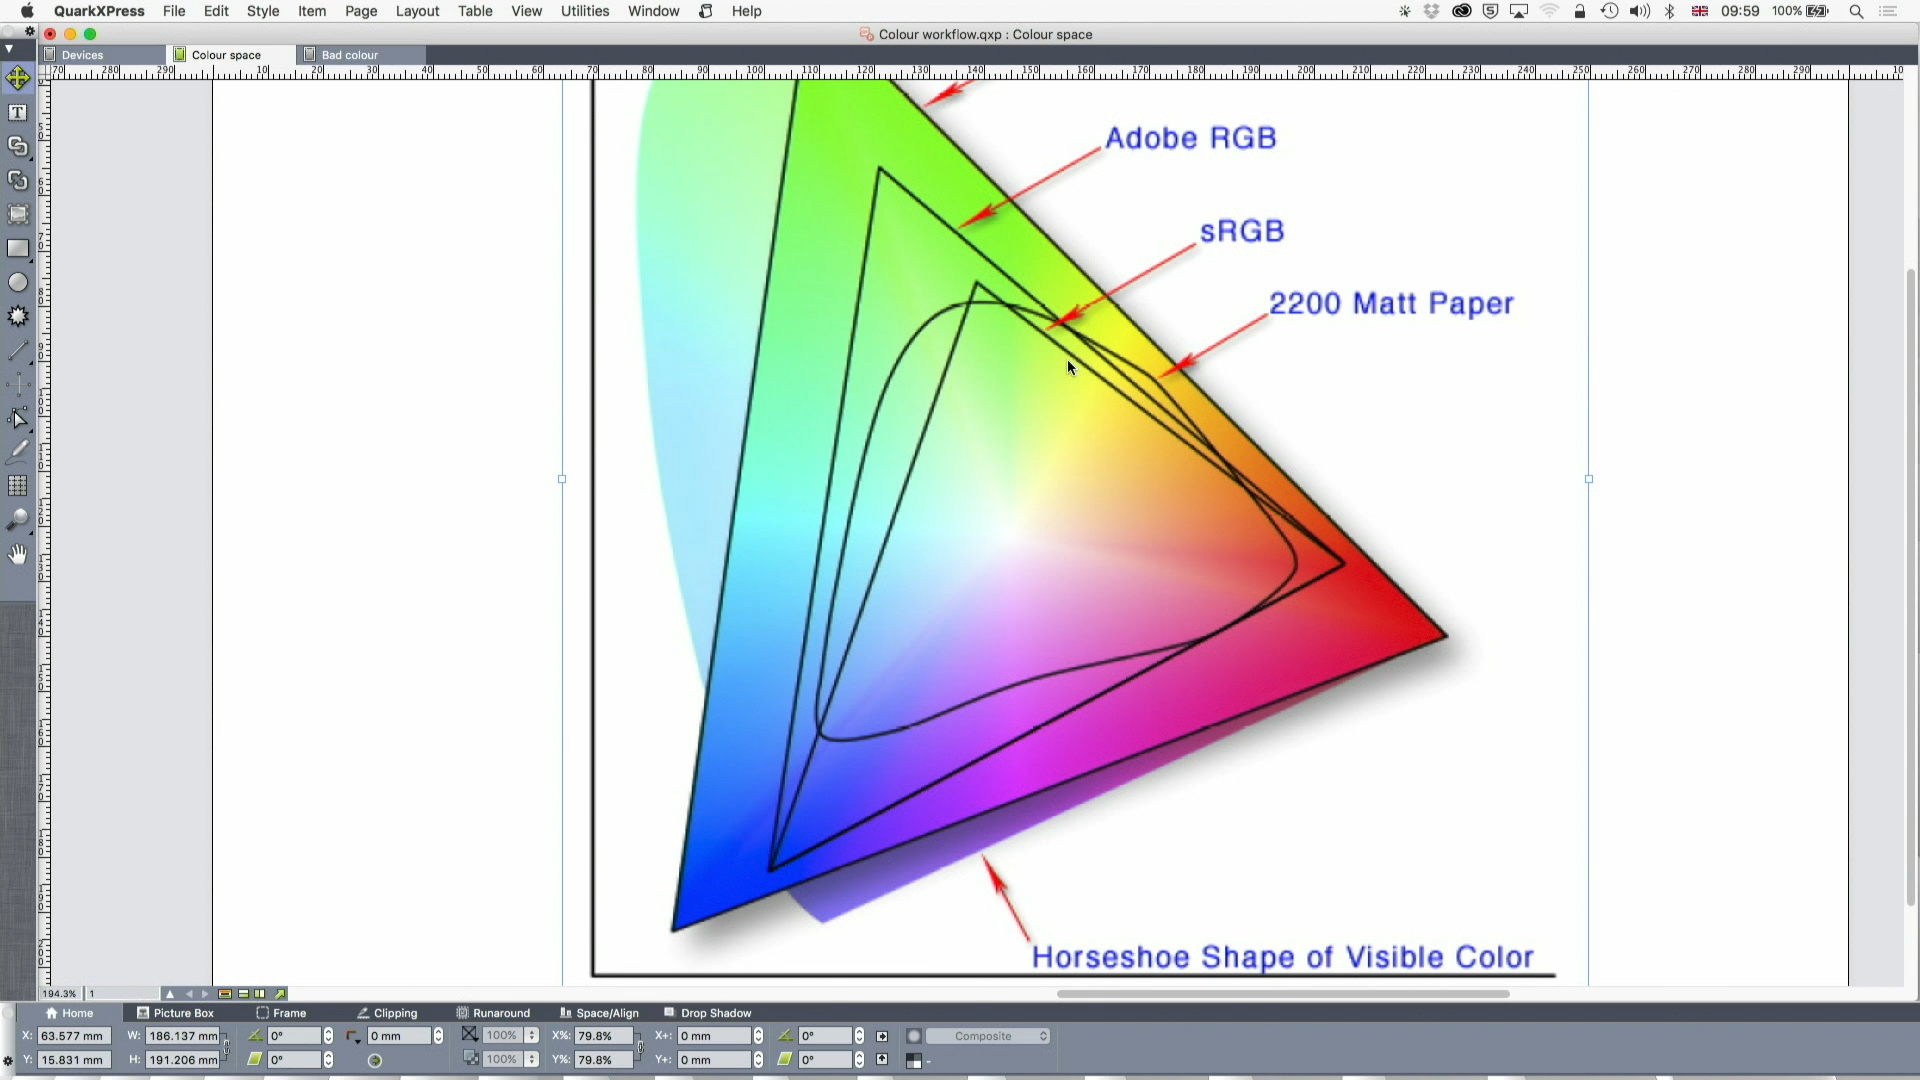 QuarkXPress File Edit Style Item Page Layout Table View Utilities Window Help 09:59 100%
Colour workflow.qxp : Colour space
Devices Colour space Bad colour
Adobe RGB
sRGB
2200 Matt Paper
Horseshoe Shape of Visible Color
194.3% 1
Home Picture Box Frame Clipping Runaround Space/Align Drop Shadow
X: 63.577 mm W: 186.137 mm 0° 0 mm 100% X% 79.8% X+: 0 mm 0° Composite
Y: 15.831 mm H: 191.206 mm 0° 100% Y%: 79.8% Y+: 0 mm 0°